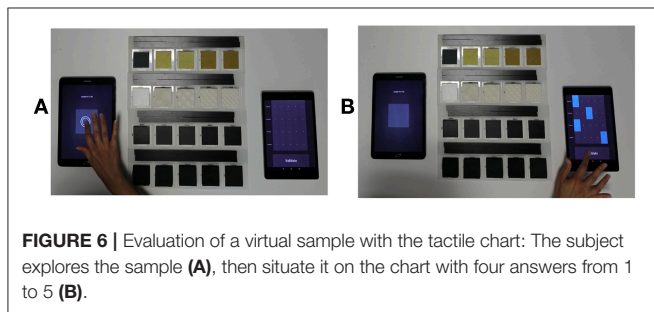 A
B
Validate
FIGURE 6 | Evaluation of a virtual sample with the tactile chart: The subject
explores the sample (A), then situate it on the chart with four answers from 1
to 5 (B).